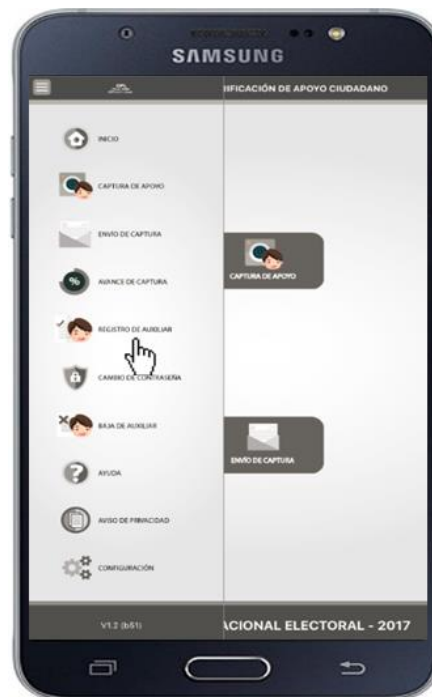 SAMSUNG
IFICACIÓN DE APOYO CIUDADANO
INICIO
CAPTURA DE APOYO
ENVÍO DE CAPTURA
AVANCE DE CAPTURA
REGISTRO DE AUXILIAR
CAMBIO DE CONTRASEÑA
BAJA DE AUXILIAR
AYUDA
AVISO DE PRIVACIDAD
CONFIGURACIÓN
V1.2 (b51)
CAPTURA DE APOYO
ENVÍO DE CAPTURA
ACIONAL ELECTORAL - 2017